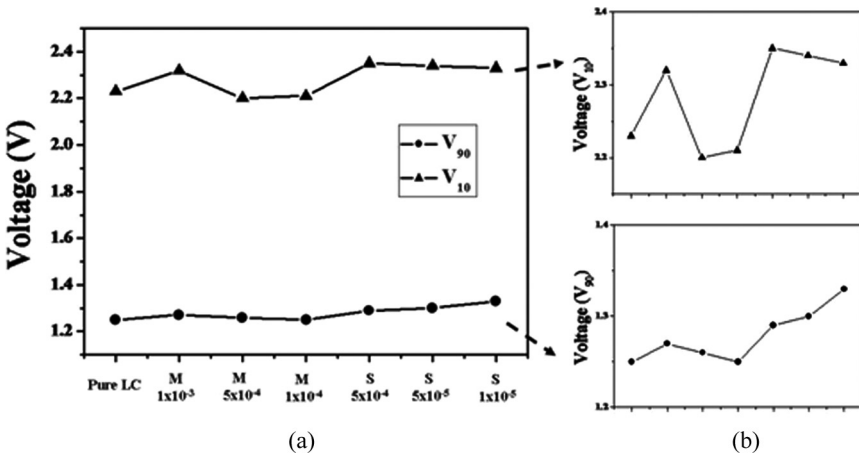 Voltage (V)
2.4
2.2
2.0
1.8
1.6
1.4
1.2
V90
V10
Pure LC
M
1x10-3
M
5x10-4
M
1x10-4
S
5x10-4
S
5x10-5
S
1x10-5
(a)
Voltage (V10)
2.4
2.3
2.2
Voltage (V90)
1.4
1.3
1.2
(b)